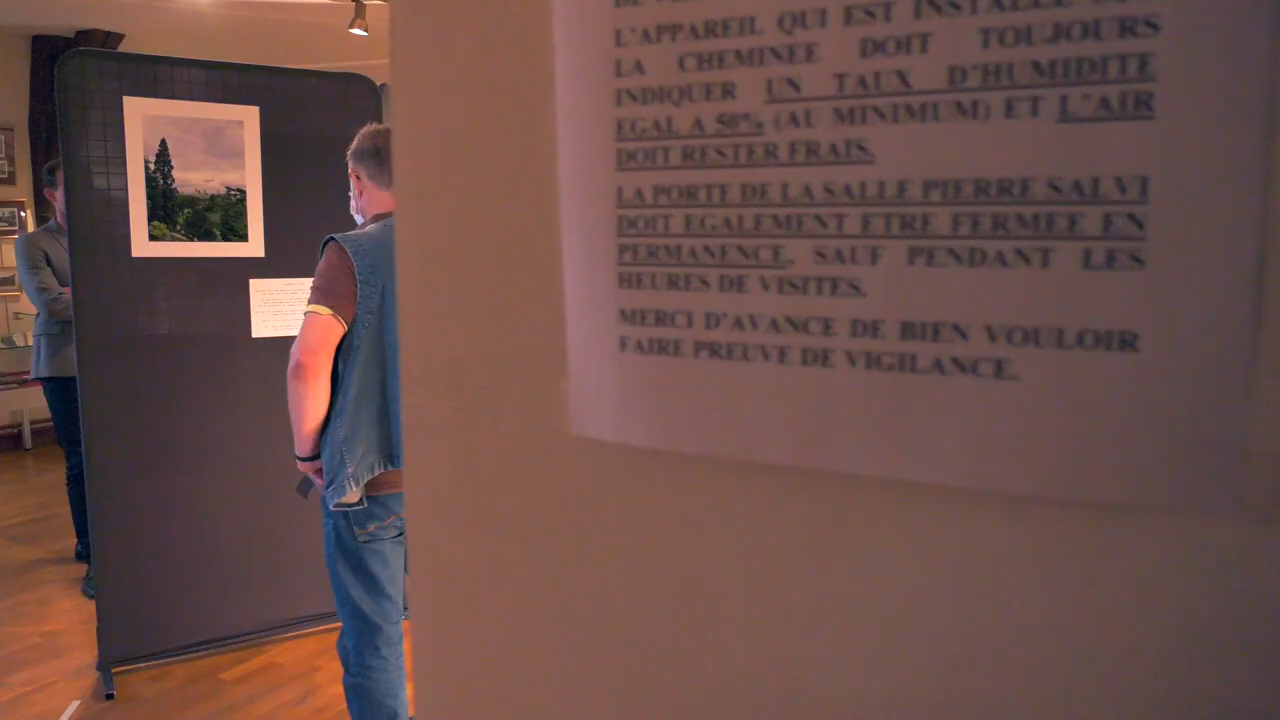 L'APPAREIL QUI EST INSTALLE
LA CHEMINEE DOIT TOUJOURS
INDIQUER UN TAUX D'HUMIDITE
EGAL A 50% (AU MINIMUM) ET L'AIR
DOIT RESTER FRAIS.
LA PORTE DE LA SALLE PIERRE SALVI
DOIT EGALEMENT ETRE FERMEE EN
PERMANENCE, SAUF PENDANT LES
HEURES DE VISITES.
MERCI D'AVANCE DE BIEN VOULOIR
FAIRE PREUVE DE VIGILANCE.